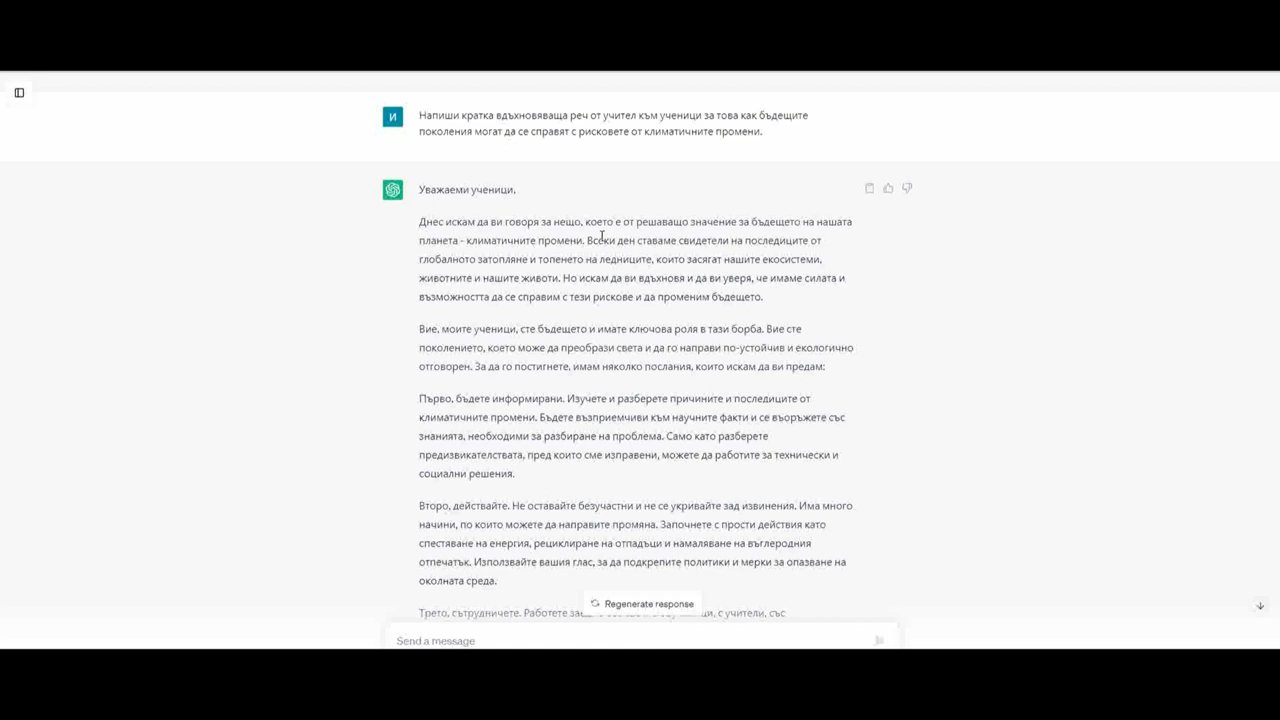 И
Напиши кратка вдъхновяваща реч от учител към ученици за това как бъдещите
поколения могат да се справят с рисковете от климатичните промени.
Уважаеми ученици,
Днес искам да ви говоря за нещо, което е от решаващо значение за бъдещето на нашата
планета - климатичните промени. Всеки ден ставаме свидетели на последиците от
глобалното затопляне и топенето на ледниците, които засягат нашите екосистеми,
животните и нашите животи. Но искам да ви вдъхновя и да ви уверя, че имаме силата и
възможността да се справим с тези рискове и да променим бъдещето.
Вие, моите ученици, сте бъдещето и имате ключова роля в тази борба. Вие сте
поколението, което може да преобрази света и да го направи по-устойчив и екологично
отговорен. За да го постигнете, имам няколко послания, които искам да ви предам:
Първо, бъдете информирани. Изучете и разберете причините и последиците от
климатичните промени. Бъдете възприемчиви към научните факти и се въоръжете със
знанията, необходими за разбиране на проблема. Само като разберете
предизвикателствата, пред които сме изправени, можете да работите за технически и
социални решения.
Второ, действайте. Не оставайте безучастни и не се укривайте зад извинения. Има много
начини, по които можете да направите промяна. Започнете с прости действия като
спестяване на енергия, рециклиране на отпадъци и намаляване на въглеродния
отпечатък. Използвайте вашия глас, за да подкрепите политики и мерки за опазване на
околната среда.
Regenerate response
Трето, сътрудничете. Работете с учители, със
Send a message